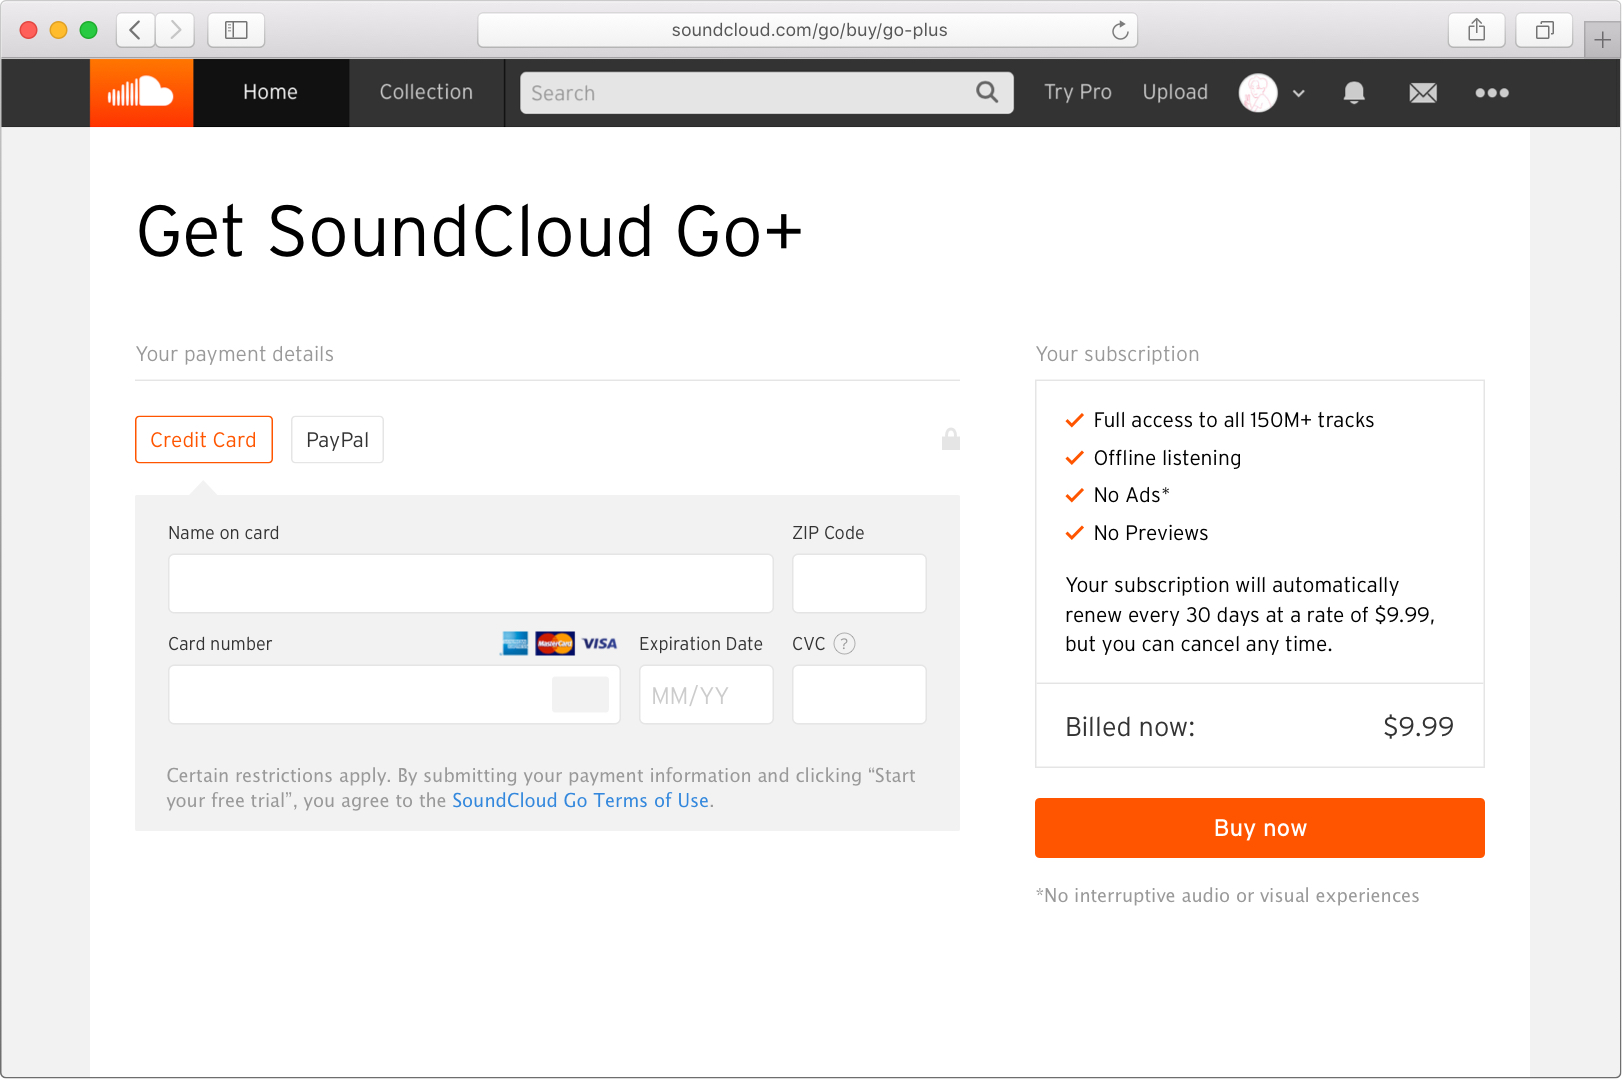 soundcloud.com/go/buy/go-plus
Home
Collection
Search
Try Pro
Upload
Get SoundCloud Go+
Your payment details
Credit Card
PayPal
Name on card
ZIP Code
Card number
MasterCard
VISA
Expiration Date
CVC ?
MM/YY
Certain restrictions apply. By submitting your payment information and clicking “Start
your free trial”, you agree to the SoundCloud Go Terms of Use.
Your subscription
Full access to all 150M+ tracks
Offline listening
No Ads*
No Previews
Your subscription will automatically
renew every 30 days at a rate of $9.99,
but you can cancel any time.
Billed now: $9.99
Buy now
*No interruptive audio or visual experiences